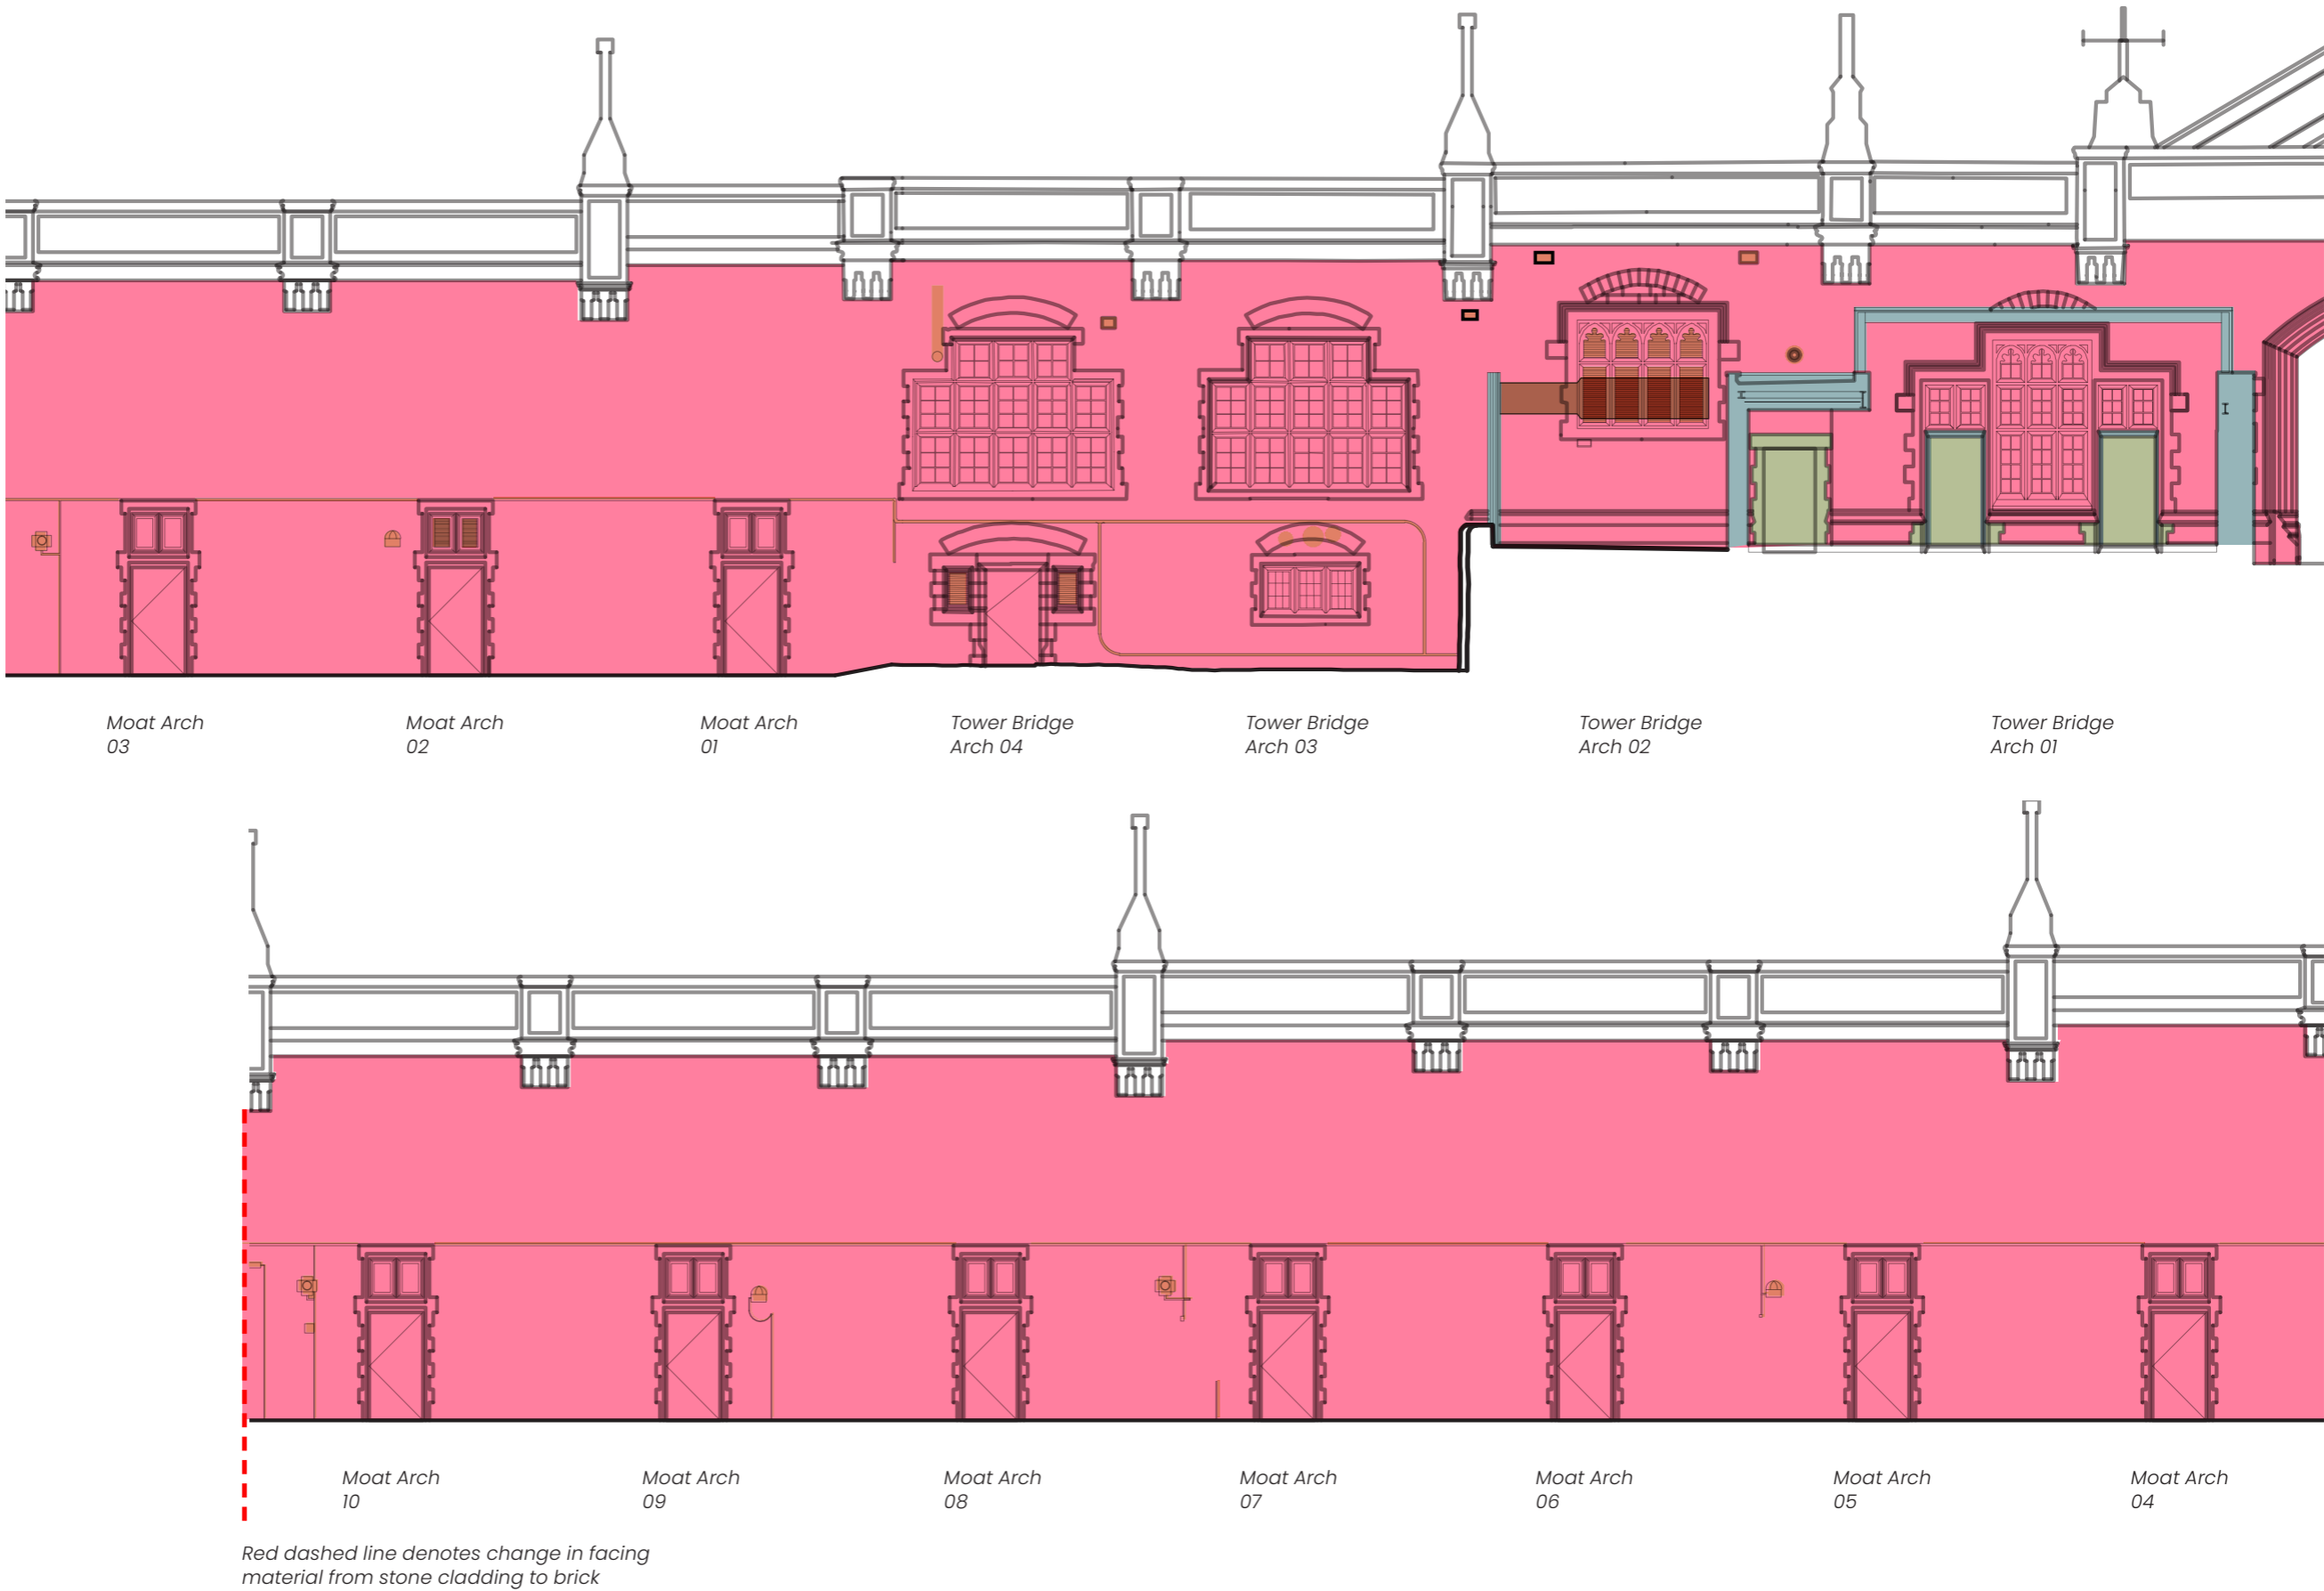 Moat Arch
03
Moat Arch
02
Moat Arch
01
Tower Bridge
Arch 04
Tower Bridge
Arch 03
Tower Bridge
Arch 02
Tower Bridge
Arch 01
Moat Arch
10
Moat Arch
09
Moat Arch
08
Moat Arch
07
Moat Arch
06
Moat Arch
05
Moat Arch
04
Red dashed line denotes change in facing
material from stone cladding to brick